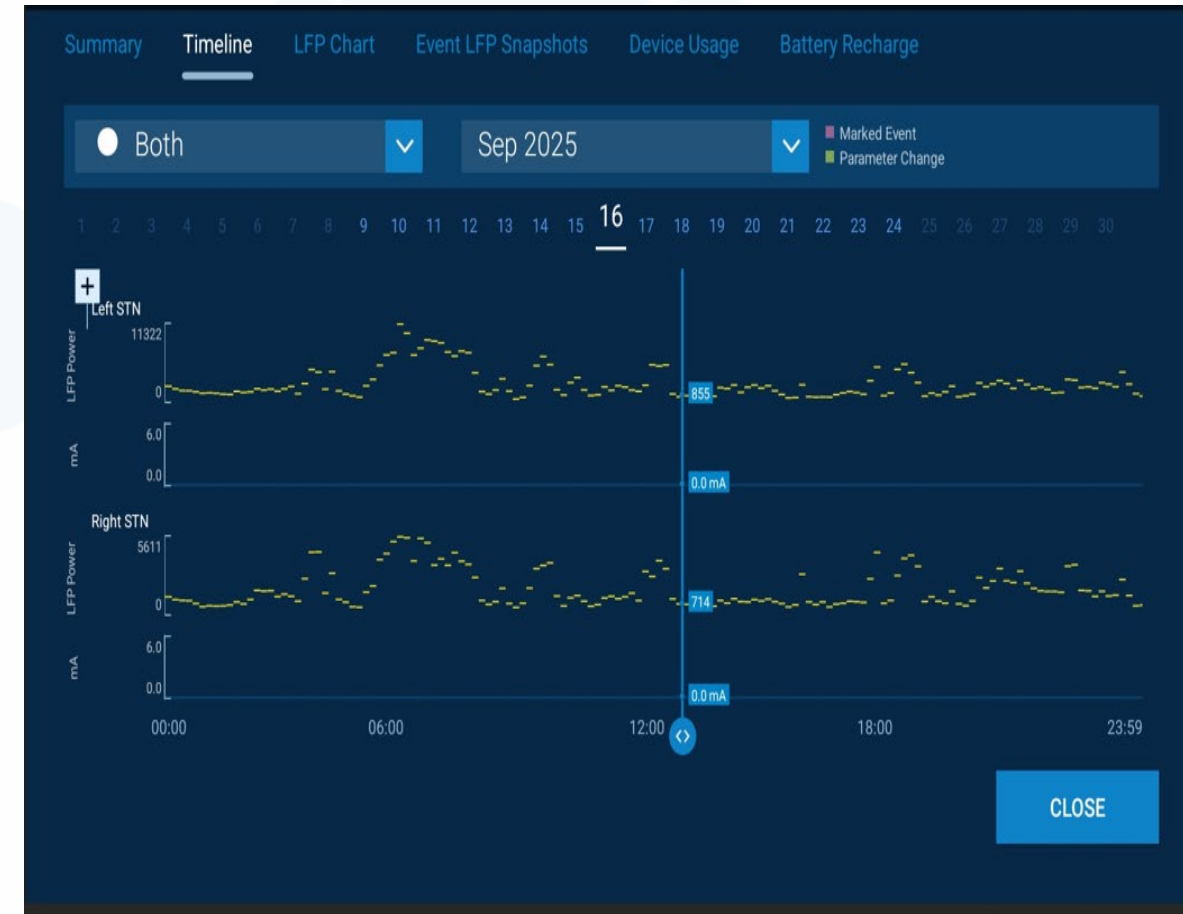 Summary Timeline LFP Chart Event LFP Snapshots Device Usage Battery Recharge
Both Sep 2025 Marked Event
Parameter Change
1 2 3 4 5 6 7 8 9 10 11 12 13 14 15 16 17 18 19 20 21 22 23 24 25 26 27 28 29 30
+
Left STN
LFP Power
11322
0
855
mA
6.0
0.0
0.0 mA
Right STN
LFP Power
5611
0
714
mA
6.0
0.0
0.0 mA
00:00 06:00 12:00 18:00 23:59
CLOSE